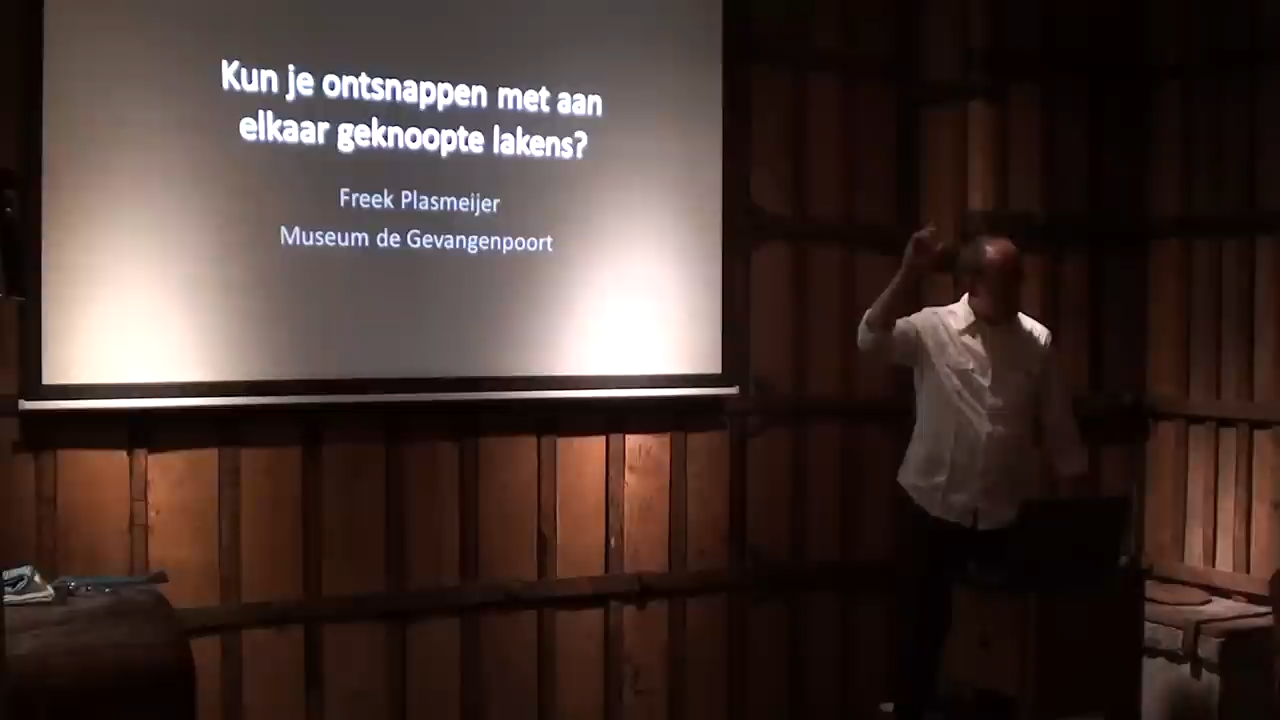 Kun je ontsnappen met aan
elkaar geknoopte lakens?
Freek Plasmeijer
Museum de Gevangenpoort